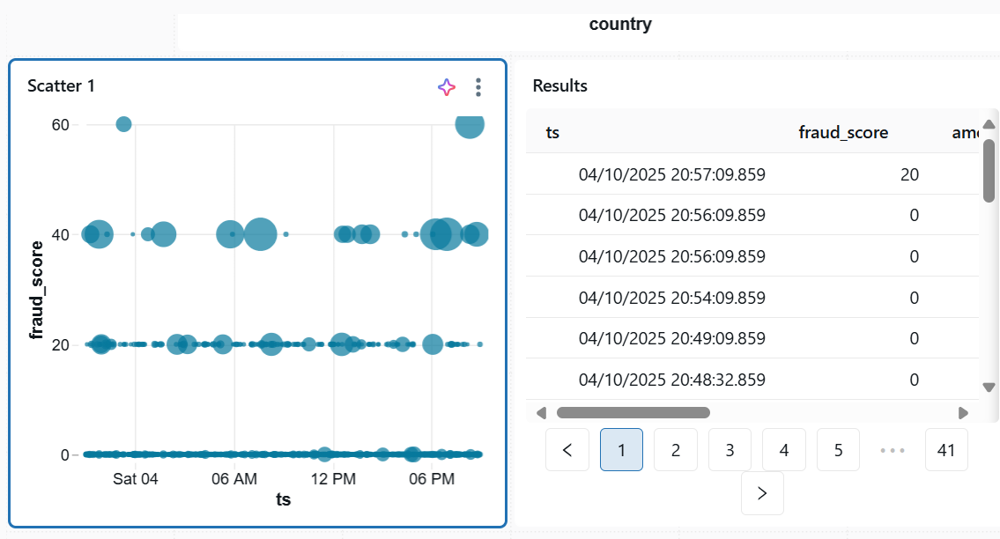 country
Scatter 1
60
40
20
0
fraud_score
Sat 04
06 AM
12 PM
06 PM
ts
Results
ts fraud_score amo
04/10/2025 20:57:09.859 20
04/10/2025 20:56:09.859 0
04/10/2025 20:56:09.859 0
04/10/2025 20:54:09.859 0
04/10/2025 20:49:09.859 0
04/10/2025 20:48:32.859 0
< 1 2 3 4 5 ••• 41
>